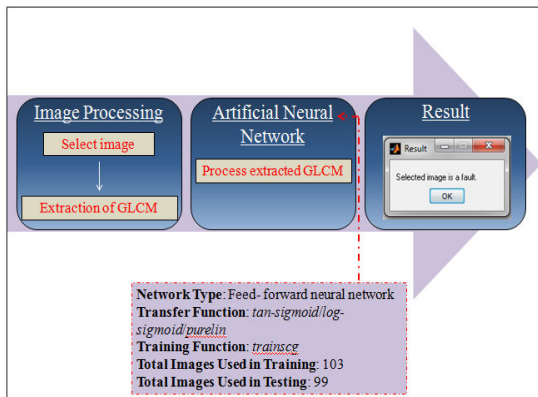 Image Processing
Select image
Extraction of GLCM
Artificial Neural
Network
Process extracted GLCM
Result
Result
Selected image is a fault.
OK
Network Type: Feed- forward neural network
Transfer Function: tan-sigmoid/log-
sigmoid/purelin
Training Function: trainscg
Total Images Used in Training: 103
Total Images Used in Testing: 99